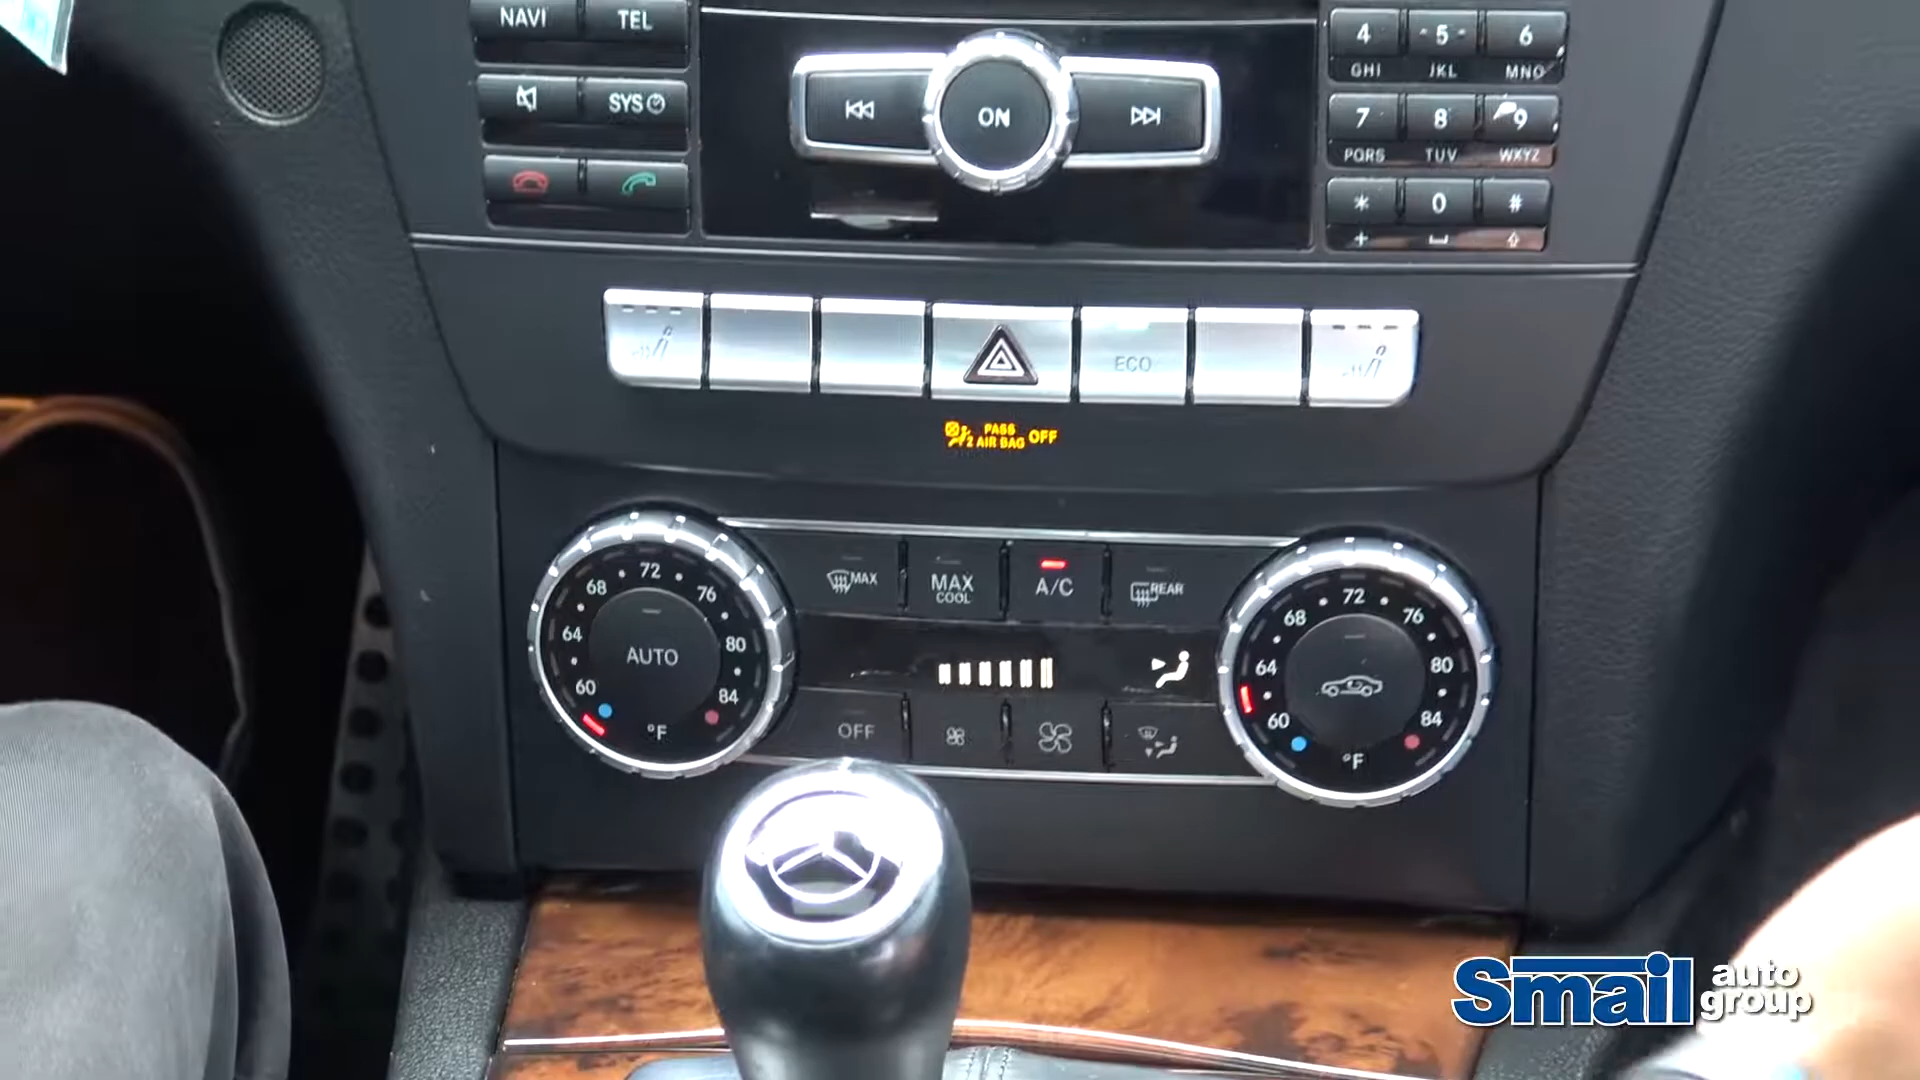 NAVI TEL
4 5 6
GHI JKL MNO
ON
SYS
7 8 9
PQRS TUV WXYZ
* 0 #
+
ECO
PASS
2 AIR BAG OFF
MAX
MAX COOL
A/C
REAR
60 64 68 72 76 80 84
AUTO
°F
60 64 68 72 76 80 84
°F
OFF
Smail auto group